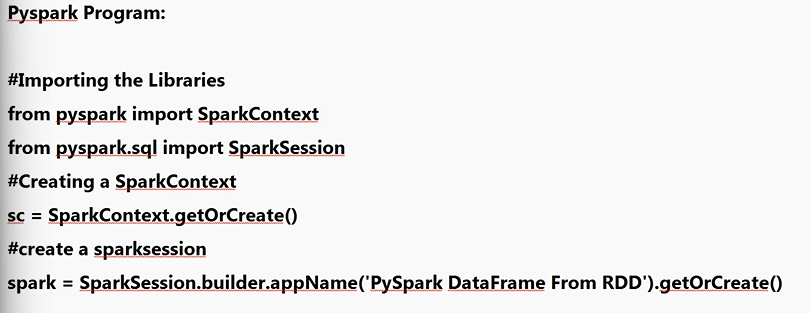 Pyspark Program:
#Importing the Libraries
from pyspark import SparkContext
from pyspark.sql import SparkSession
#Creating a SparkContext
sc = SparkContext.getOrCreate()
#create a sparksession
spark = SparkSession.builder.appName('PySpark DataFrame From RDD').getOrCreate()